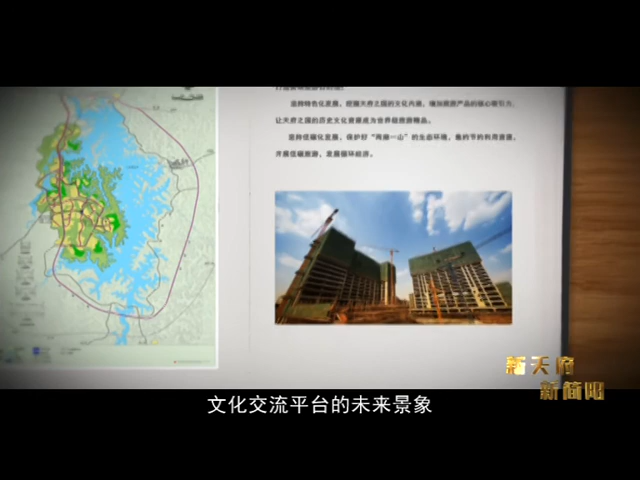 坚持特色化发展，挖掘天府之国的文化内涵，增加旅游产品的核心吸引力，
让天府之国的历史文化资源成为世界级旅游精品。
坚持低碳化发展，保护好“两湖一山”的生态环境，集约节约利用资源，
开展低碳旅游，发展循环经济。
新天府
新简阳
文化交流平台的未来景象